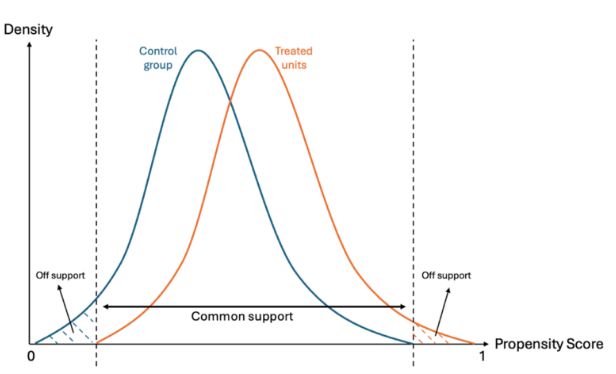 Density
Control
group
Treated
units
Off support
Off support
Common support
Propensity Score
0
1